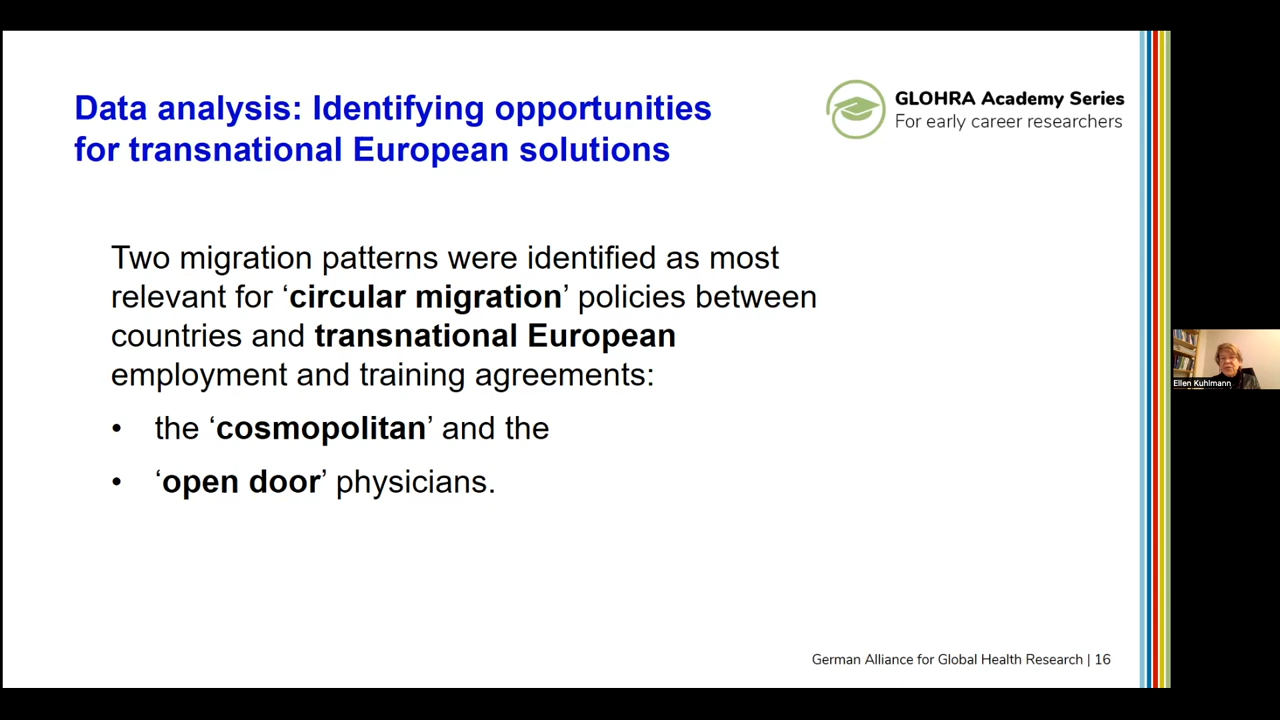 Data analysis: Identifying opportunities
for transnational European solutions
GLOHRA Academy Series
For early career researchers
Two migration patterns were identified as most
relevant for ‘circular migration’ policies between
countries and transnational European
employment and training agreements:
• the ‘cosmopolitan’ and the
• ‘open door’ physicians.
Ellen Kuhlmann
German Alliance for Global Health Research | 16